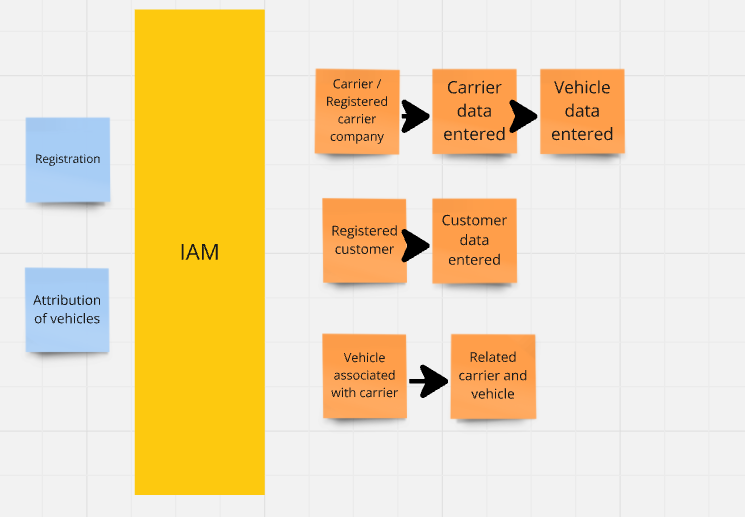 Registration
Attribution
of vehicles
IAM
Carrier /
Registered
carrier
company
Carrier
data
entered
Vehicle
data
entered
Registered
customer
Customer
data
entered
Vehicle
associated
with carrier
Related
carrier and
vehicle